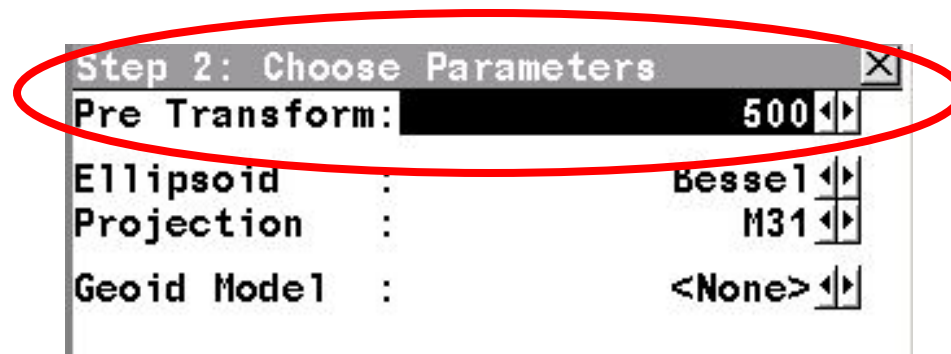 Step 2: Choose Parameters
Pre Transform: 500
Ellipsoid : Bessel
Projection : M31
Geoid Model : <None>